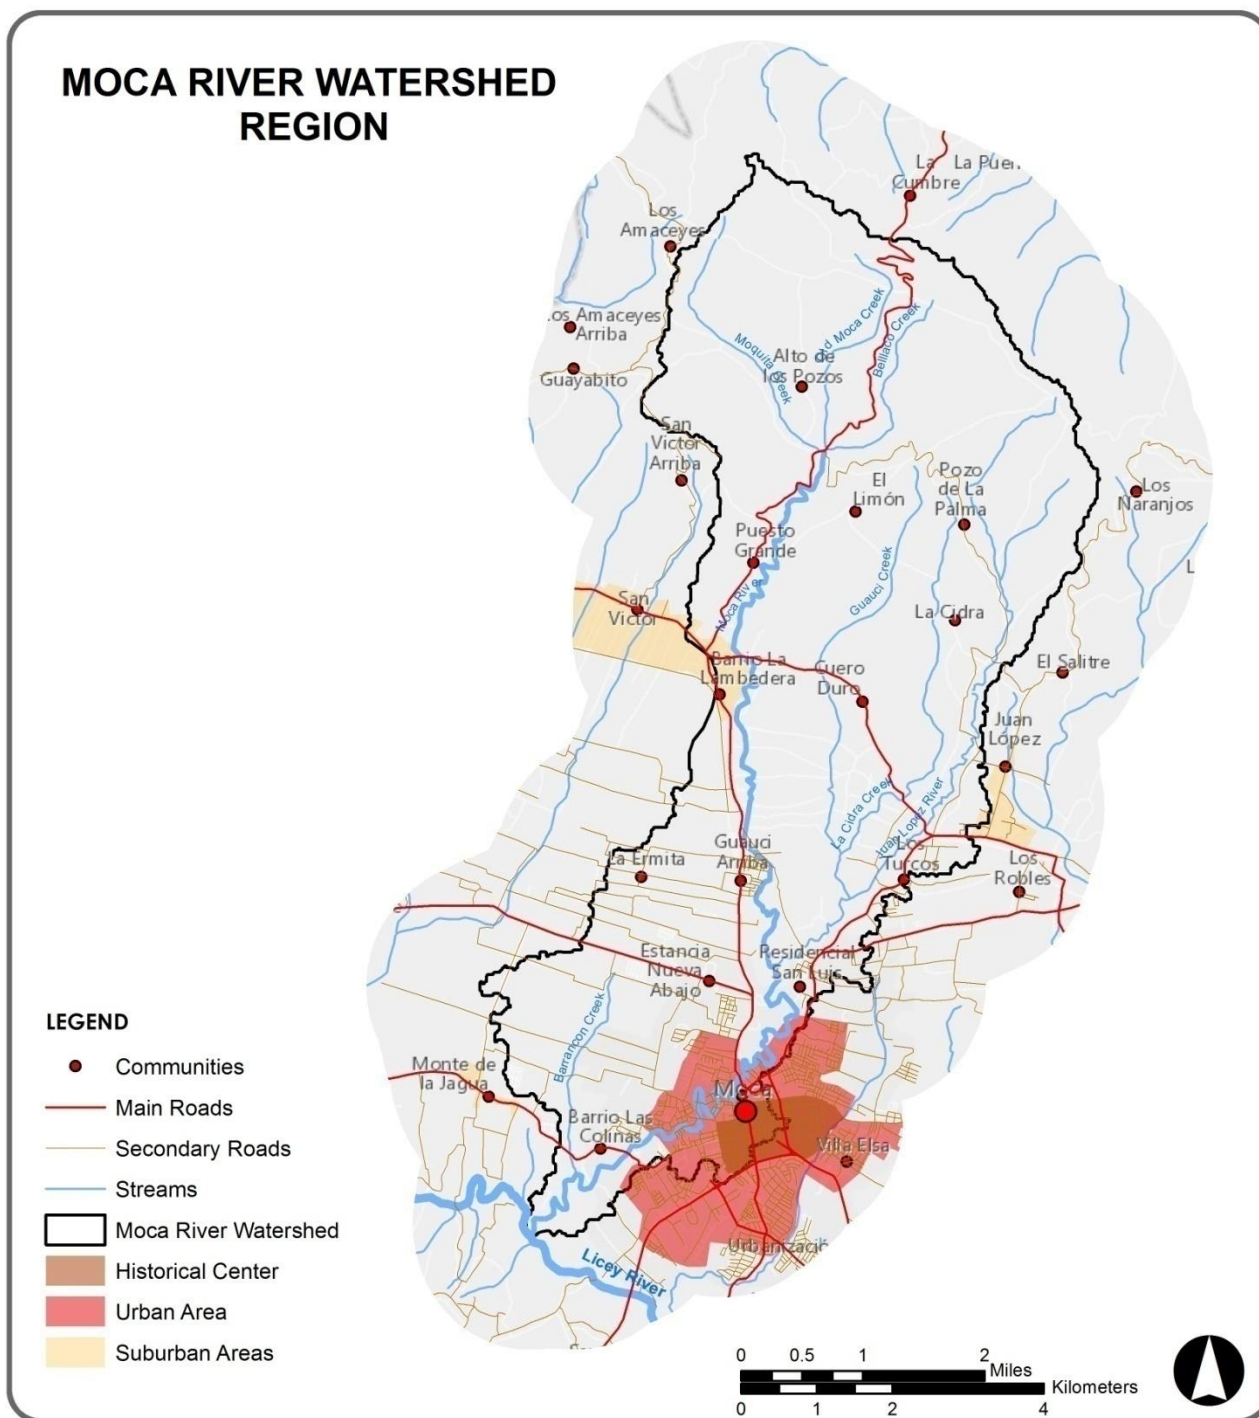 MOCA RIVER WATERSHED
REGION
La
Cumbre
La Puer
Los
Amaceyes
Los Amaceyes
Arriba
Guayabito
Moquita Creek
Moca Creek
Bellaco Creek
Alto de
los Pozos
San
Victor
Arriba
El
Limón
Pozo
de La
Palma
Los
Naranjos
L
Puesto
Grande
Guauci Creek
Moca River
San
Victor
La Cidra
Barrio La
Lambedera
Cuero
Duro
El Salitre
Juan
López
La Cidra Creek
Juan Lopez River
La Ermita
Guauci
Arriba
Los
Turcos
Los
Robles
Estancia
Nueva
Abajo
Residencial
San Luis
Barrancon Creek
Monte de
la Jagua
Moca
Barrio Las
Colinas
Villa Elsa
Urbanizació
Licey River
LEGEND
Communities
Main Roads
Secondary Roads
Streams
Moca River Watershed
Historical Center
Urban Area
Suburban Areas
0 0.5 1 2
Miles
Kilometers
0 1 2 4